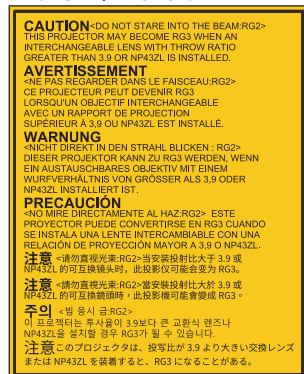 CAUTION<DO NOT STARE INTO THE BEAM:RG2>
THIS PROJECTOR MAY BECOME RG3 WHEN AN
INTERCHANGEABLE LENS WITH THROW RATIO
GREATER THAN 3.9 OR NP43ZL IS INSTALLED.
AVERTISSEMENT
<NE PAS REGARDER DANS LE FAISCEAU:RG2>
CE PROJECTEUR PEUT DEVENIR RG3
LORSQU'UN OBJECTIF INTERCHANGEABLE
AVEC UN RAPPORT DE PROJECTION
SUPÉRIEUR À 3,9 OU NP43ZL EST INSTALLÉ.
WARNUNG
<NICHT DIREKT IN DEN STRAHL BLICKEN : RG2>
DIESER PROJEKTOR KANN ZU RG3 WERDEN, WENN
EIN AUSTAUSCHBARES OBJEKTIV MIT EINEM
WURFVERHÄLTNIS VON GRÖSSER ALS 3,9 ODER
NP43ZL INSTALLIERT IST.
PRECAUCIÓN
<NO MIRE DIRECTAMENTE AL HAZ:RG2> ESTE
PROYECTOR PUEDE CONVERTIRSE EN RG3 CUANDO
SE INSTALA UNA LENTE INTERCAMBIABLE CON UNA
RELACIÓN DE PROYECCIÓN MAYOR A 3,9 O NP43ZL.
注意 <请勿直视光束:RG2>当安装投射比大于 3.9 或
NP43ZL 的可互换镜头时，此投影仪可能会变为 RG3。
注意 <請勿直視光束:RG2>當安裝投射比大於 3.9 或
NP43ZL 的可互換鏡頭時，此投影機可能會變成 RG3。
주의 <빔 응시 금:RG2>
이 프로젝터는 투사율이 3.9보다 큰 교환식 렌즈나
NP43ZL을 설치할 경우 RG3가 될 수 있습니다.
注意 このプロジェクタは、投写比が 3.9 より大きい交換レンズ
または NP43ZL を装着すると、RG3 になることがある。